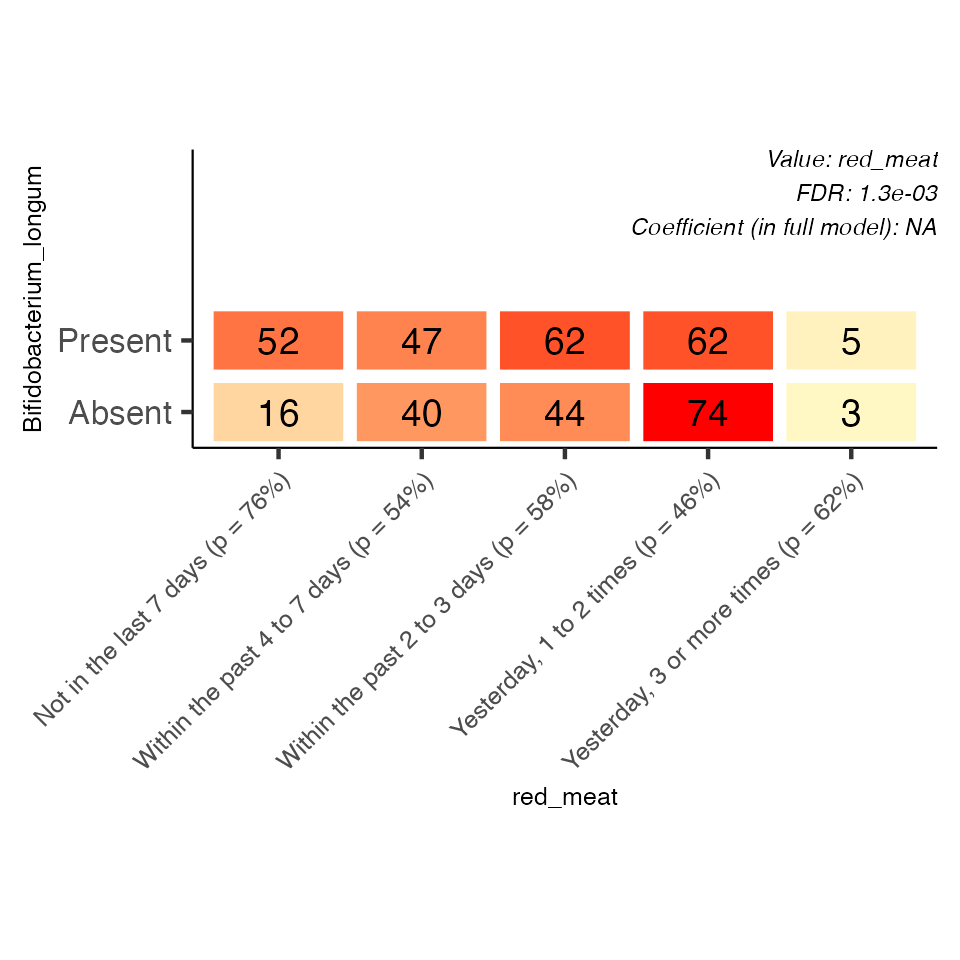 Value: red_meat
FDR: 1.3e-03
Coefficient (in full model): NA
Bifidobacterium_longum
Present 52 47 62 62 5
Absent 16 40 44 74 3
Not in the last 7 days (p = 76%)
Within the past 4 to 7 days (p = 54%)
Within the past 2 to 3 days (p = 58%)
Yesterday, 1 to 2 times (p = 46%)
Yesterday, 3 or more times (p = 62%)
red_meat